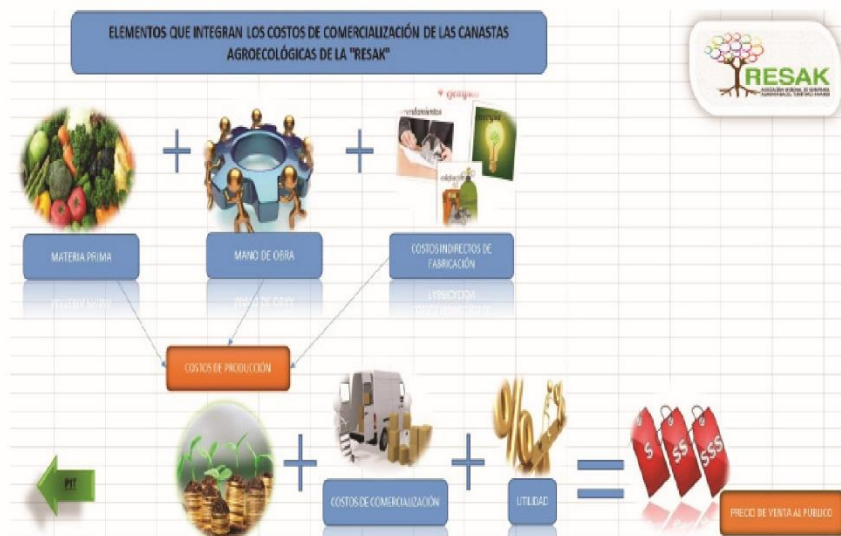 ELEMENTOS QUE INTEGRAN LOS COSTOS DE COMERCIALIZACIÓN DE LAS CANASTAS
AGROECOLÓGICAS DE LA "RESAK"
RESAK
MATERIA PRIMA
MANO DE OBRA
COSTOS INDIRECTOS DE
FABRICACIÓN
COSTOS DE PRODUCCIÓN
COSTOS DE COMERCIALIZACIÓN
UTILIDAD
$ $$ $$$
PRECIO DE VENTA AL PÚBLICO